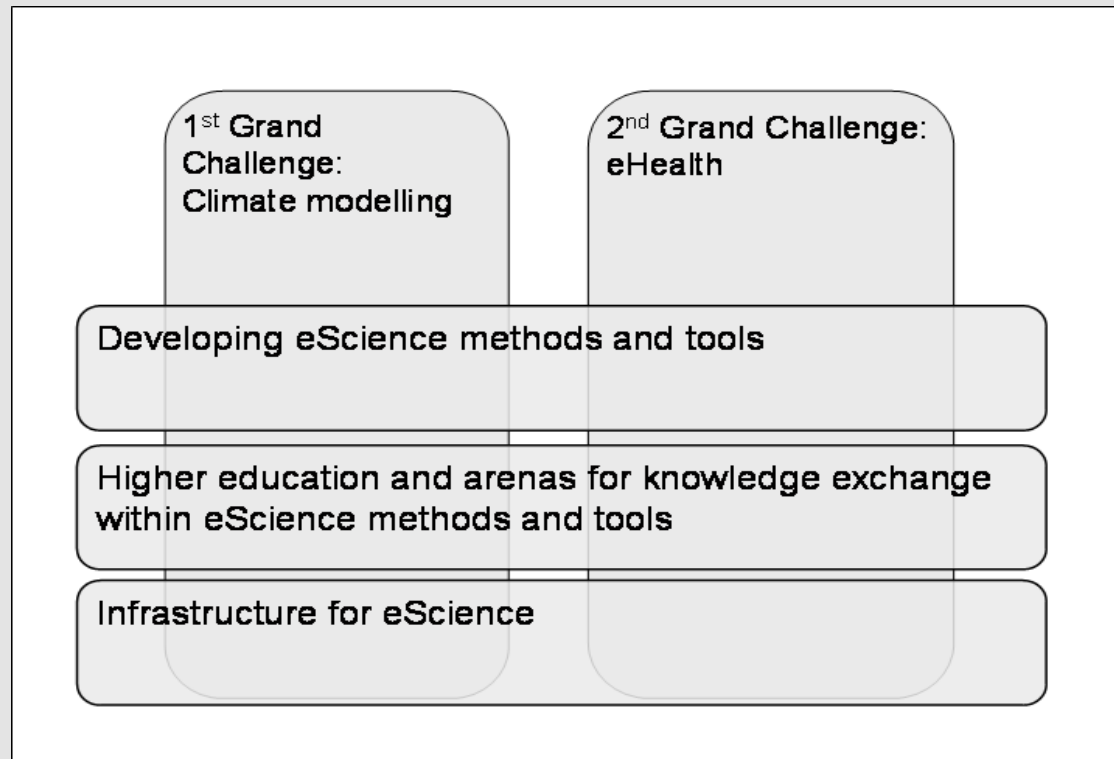 1st Grand
Challenge:
Climate modelling
2nd Grand Challenge:
eHealth
Developing eScience methods and tools
Higher education and arenas for knowledge exchange
within eScience methods and tools
Infrastructure for eScience